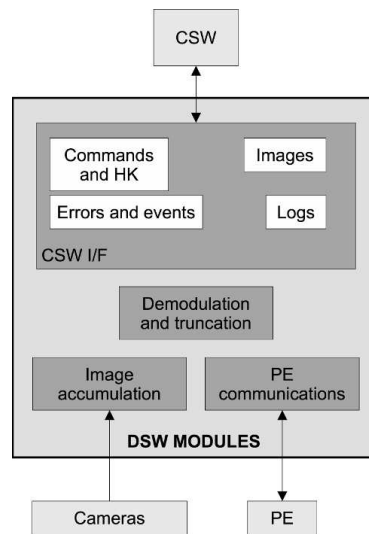 CSW
Commands
and HK
Images
Errors and events
Logs
CSW I/F
Demodulation
and truncation
Image
accumulation
PE
communications
DSW MODULES
Cameras
PE